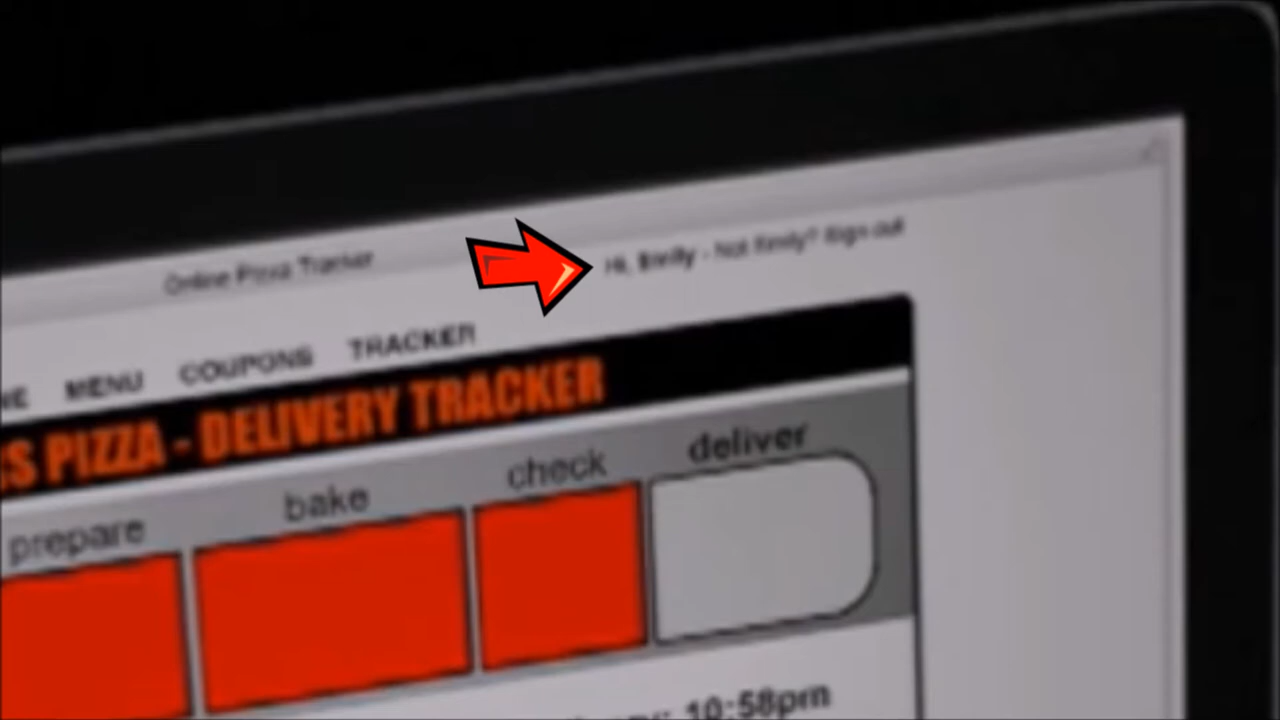 Online Pizza Tracker
Hi, Emily - Not Emily? Sign out
MENU COUPONS TRACKER
PIZZA - DELIVERY TRACKER
prepare bake check deliver
10:58pm